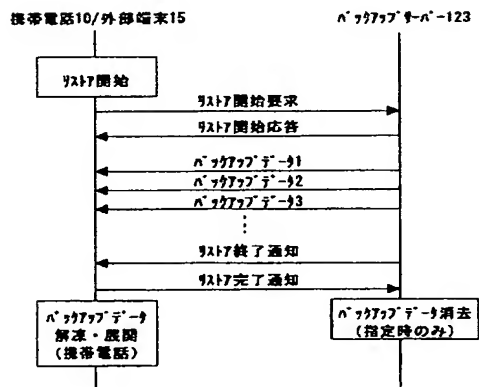 携帯電話10/外部端末15
ﾊﾞｯｸｱｯﾌﾟｻｰﾊﾞｰ123
ﾘｽﾄｱ開始
ﾘｽﾄｱ開始要求
ﾘｽﾄｱ開始応答
ﾊﾞｯｸｱｯﾌﾟﾃﾞｰﾀ1
ﾊﾞｯｸｱｯﾌﾟﾃﾞｰﾀ2
ﾊﾞｯｸｱｯﾌﾟﾃﾞｰﾀ3
⋮
ﾘｽﾄｱ終了通知
ﾘｽﾄｱ完了通知
ﾊﾞｯｸｱｯﾌﾟﾃﾞｰﾀ
解凍・展開
(携帯電話)
ﾊﾞｯｸｱｯﾌﾟﾃﾞｰﾀ消去
(指定時のみ)